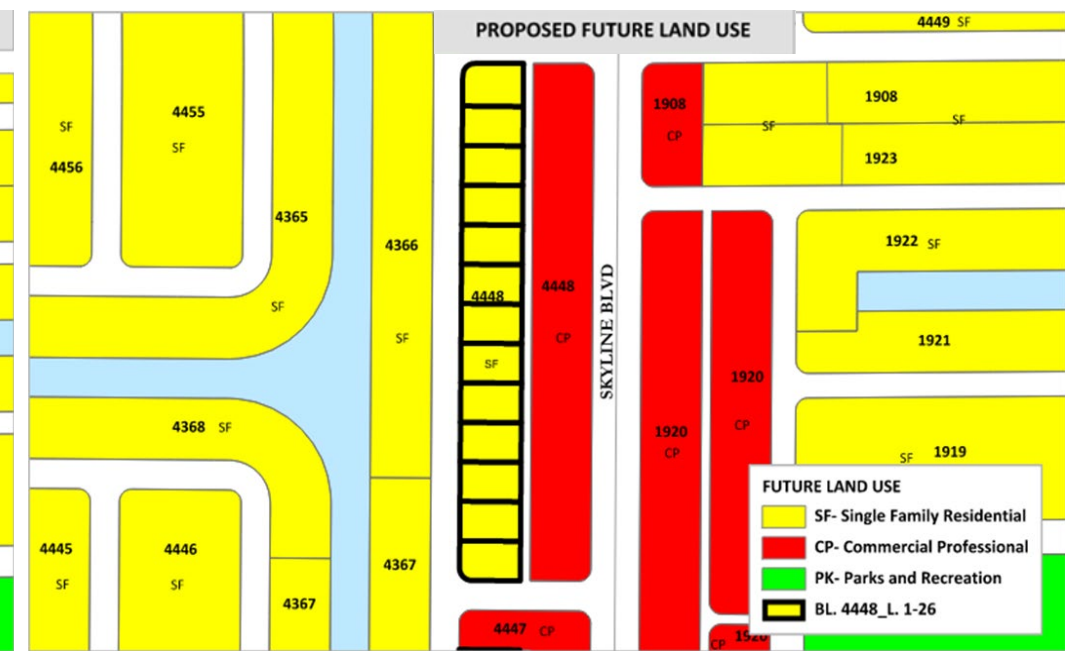 PROPOSED FUTURE LAND USE
4449 SF
4455
SF
SF
4456
1908
CP
1908
SF
SF
1923
4365
4366
SF
SF
4448
SF
4448
CP
SKYLINE BLVD
1922 SF
1921
1920
CP
1920
CP
4368 SF
SF 1919
4445
SF
4446
SF
4367
4367
4447 CP
CP 1920
FUTURE LAND USE
SF- Single Family Residential
CP- Commercial Professional
PK- Parks and Recreation
BL. 4448_L. 1-26